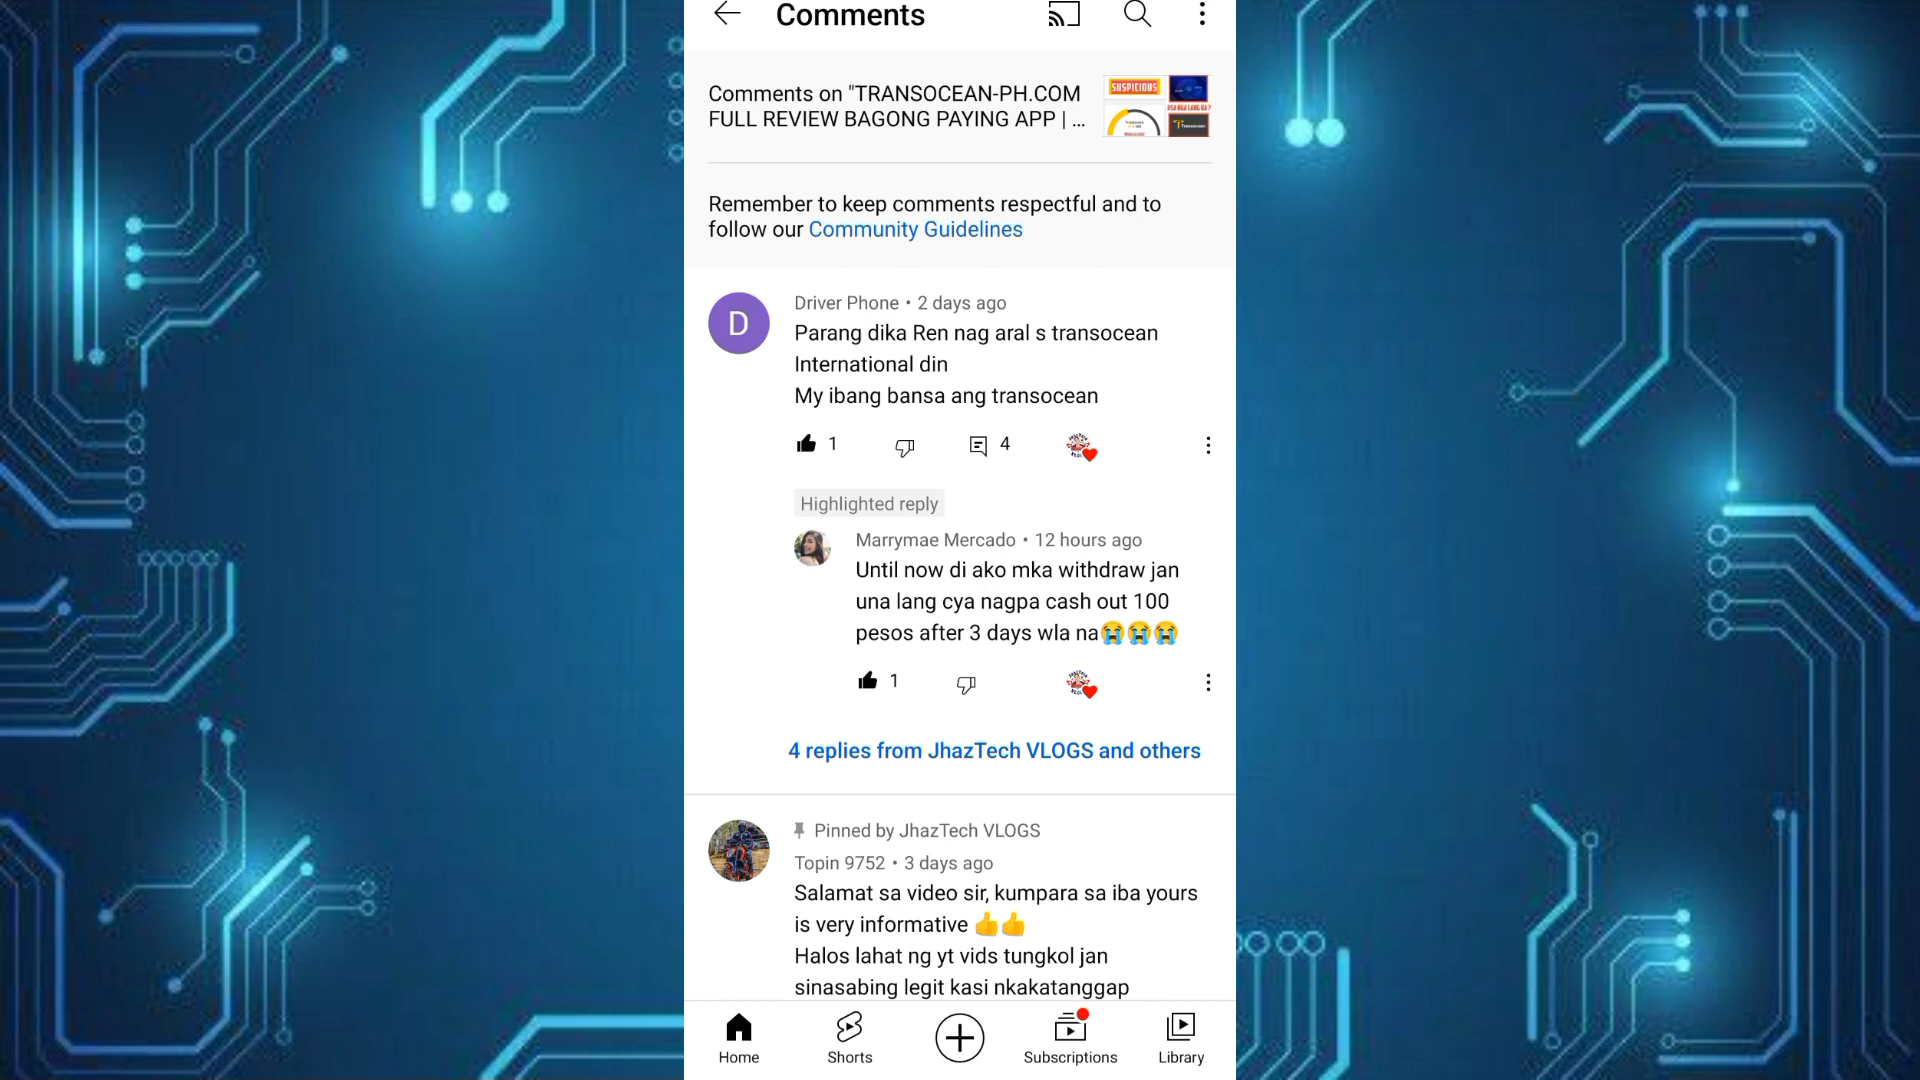 Comments
Comments on "TRANSOCEAN-PH.COM
FULL REVIEW BAGONG PAYING APP | ...
SUSPICIOUS
Remember to keep comments respectful and to
follow our Community Guidelines
D
Driver Phone • 2 days ago
Parang dika Ren nag aral s transocean
International din
My ibang bansa ang transocean
1
4
Highlighted reply
Marrymae Mercado • 12 hours ago
Until now di ako mka withdraw jan
una lang cya nagpa cash out 100
pesos after 3 days wla na😭😭😭
1
4 replies from JhazTech VLOGS and others
Pinned by JhazTech VLOGS
Topin 9752 • 3 days ago
Salamat sa video sir, kumpara sa iba yours
is very informative 👍👍
Halos lahat ng yt vids tungkol jan
sinasabing legit kasi nkakatanggap
Home
Shorts
Subscriptions
Library